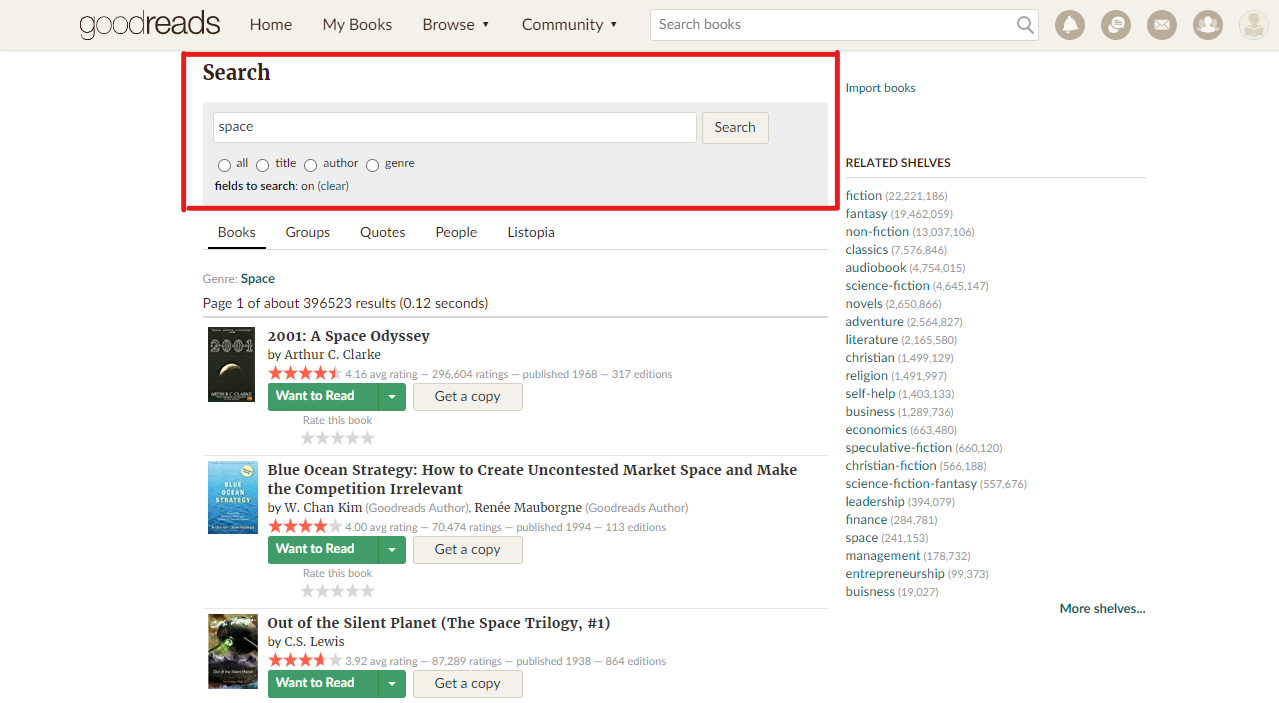 goodreads Home My Books Browse ▼ Community ▼ Search books
Search
space Search
all title author genre
fields to search: on (clear)
Books Groups Quotes People Listopia
Genre: Space
Page 1 of about 396523 results (0.12 seconds)
2001
ARTHUR C. CLARKE
2001: A Space Odyssey
by Arthur C. Clarke
4.16 avg rating — 296,604 ratings — published 1968 — 317 editions
Want to Read Get a copy
Rate this book
BLUE OCEAN STRATEGY
Blue Ocean Strategy: How to Create Uncontested Market Space and Make
the Competition Irrelevant
by W. Chan Kim (Goodreads Author), Renée Mauborgne (Goodreads Author)
4.00 avg rating — 70,474 ratings — published 1994 — 113 editions
Want to Read Get a copy
Rate this book
Out of the Silent Planet
Out of the Silent Planet (The Space Trilogy, #1)
by C.S. Lewis
3.92 avg rating — 87,289 ratings — published 1938 — 864 editions
Want to Read Get a copy
Import books
RELATED SHELVES
fiction (22,221,186)
fantasy (19,462,059)
non-fiction (13,037,106)
classics (7,576,846)
audiobook (4,754,015)
science-fiction (4,645,147)
novels (2,650,866)
adventure (2,564,827)
literature (2,165,580)
christian (1,499,129)
religion (1,491,997)
self-help (1,403,133)
business (1,289,736)
economics (663,480)
speculative-fiction (660,120)
christian-fiction (566,188)
science-fiction-fantasy (557,676)
leadership (394,079)
finance (284,781)
space (241,153)
management (178,732)
entrepreneurship (99,373)
buisness (19,027)
More shelves...